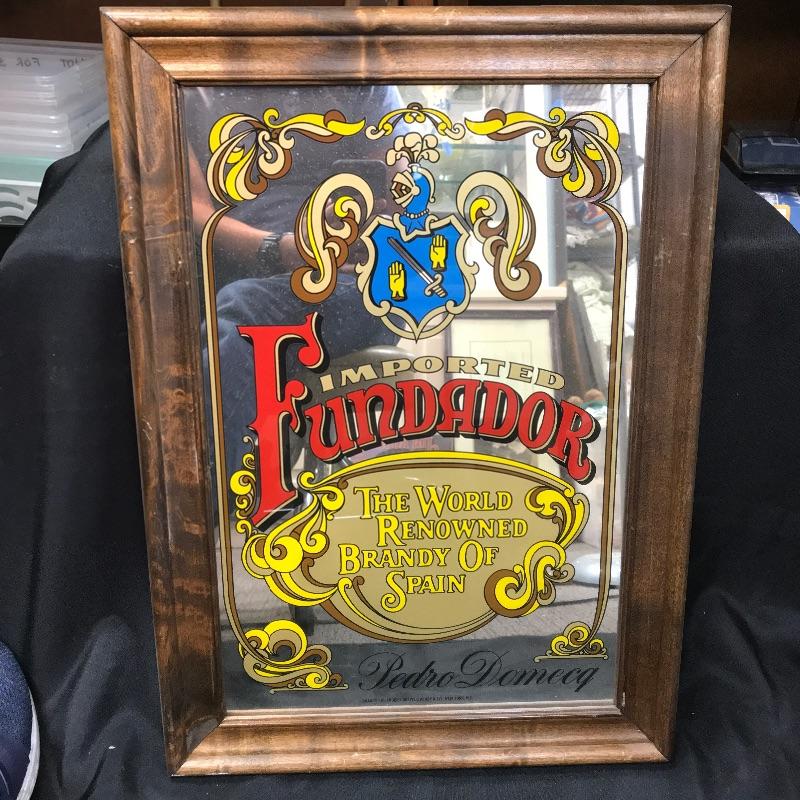 IMPORTED
FUNDADOR
THE WORLD
RENOWNED
BRANDY OF
SPAIN
Pedro Domecq